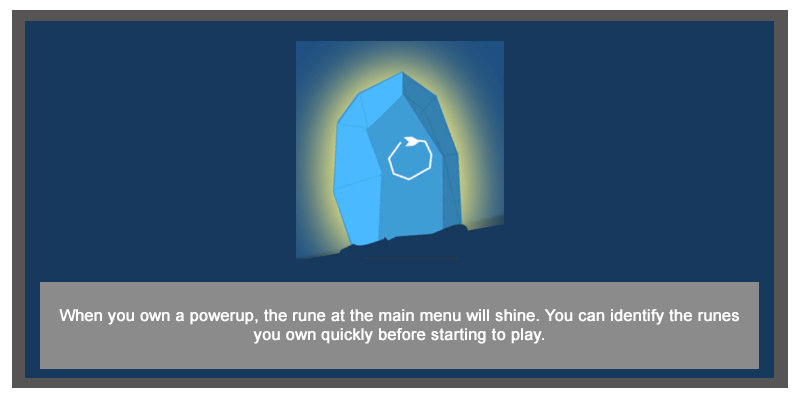 When you own a powerup, the rune at the main menu will shine. You can identify the runes
you own quickly before starting to play.